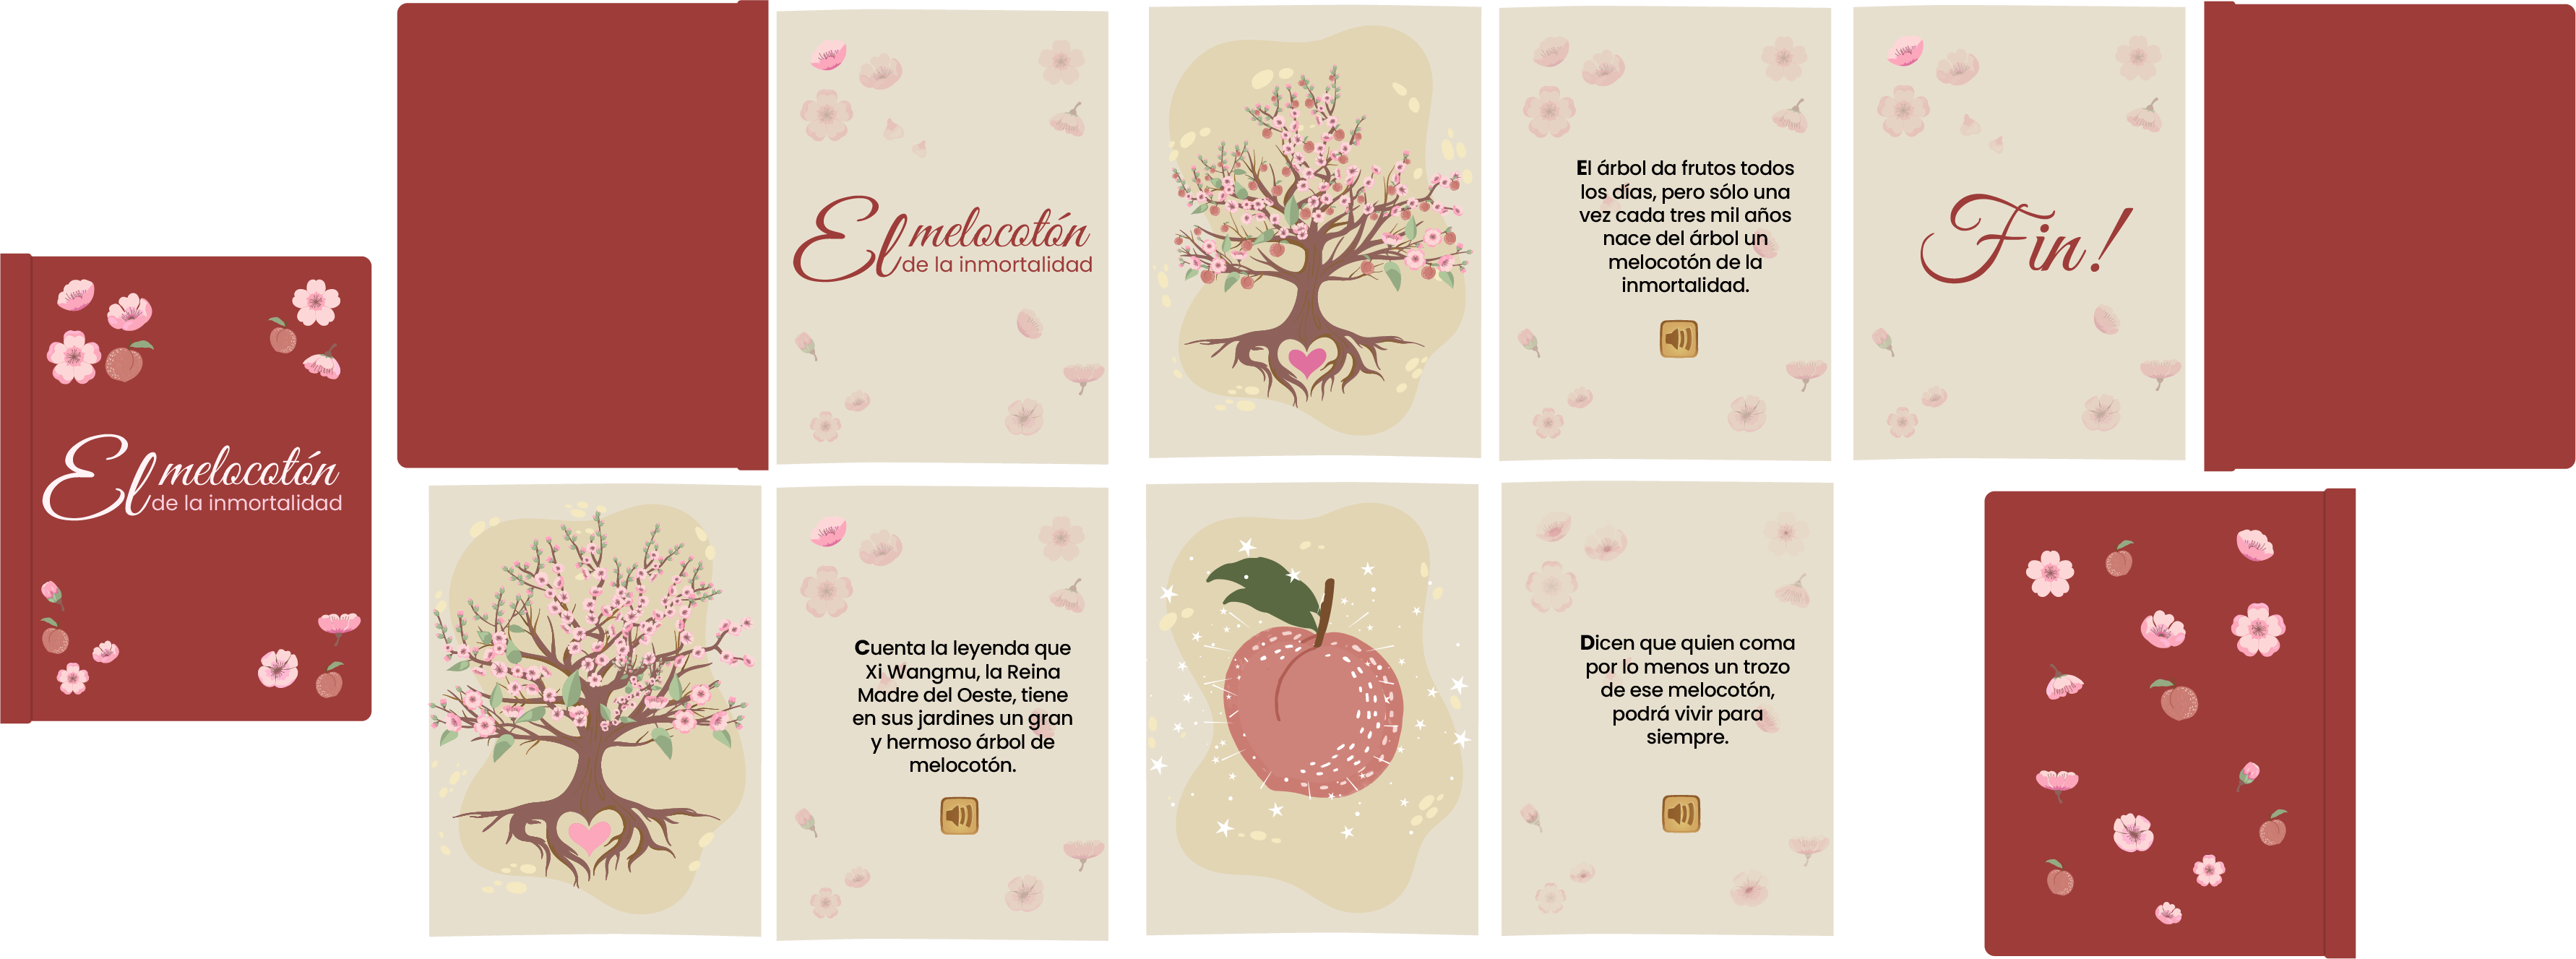 El melocotón
de la inmortalidad
El melocotón
de la inmortalidad
Cuenta la leyenda que
Xi Wangmu, la Reina
Madre del Oeste, tiene
en sus jardines un gran
y hermoso árbol de
melocotón.
El árbol da frutos todos
los días, pero sólo una
vez cada tres mil años
nace del árbol un
melocotón de la
inmortalidad.
Dicen que quien coma
por lo menos un trozo
de ese melocotón,
podrá vivir para
siempre.
Fin!